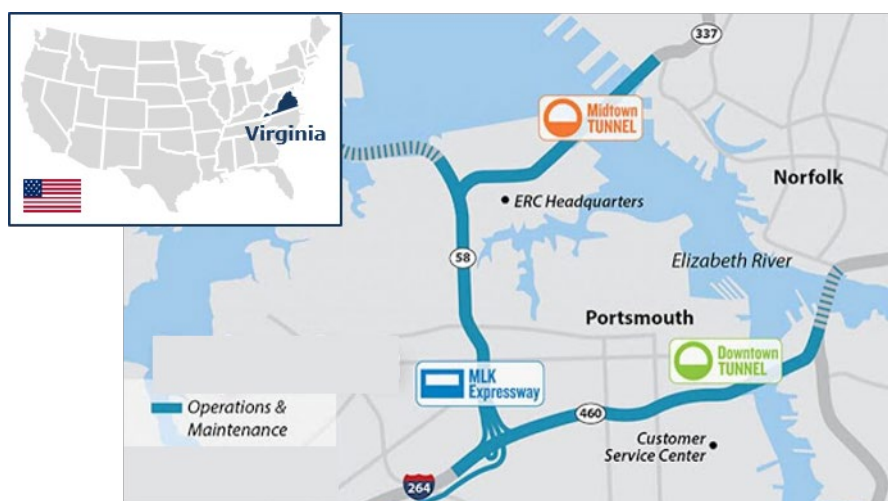 Virginia
337
Midtown
TUNNEL
Norfolk
ERC Headquarters
58
Elizabeth River
Portsmouth
Downtown
TUNNEL
MLK
Expressway
Operations &
Maintenance
460
Customer
Service Center
264